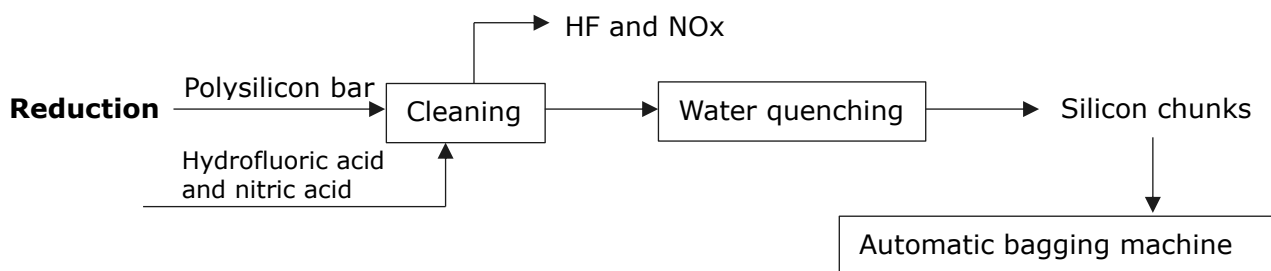 HF and NOx
Polysilicon bar
Reduction
Cleaning
Water quenching
Silicon chunks
Hydrofluoric acid
and nitric acid
Automatic bagging machine